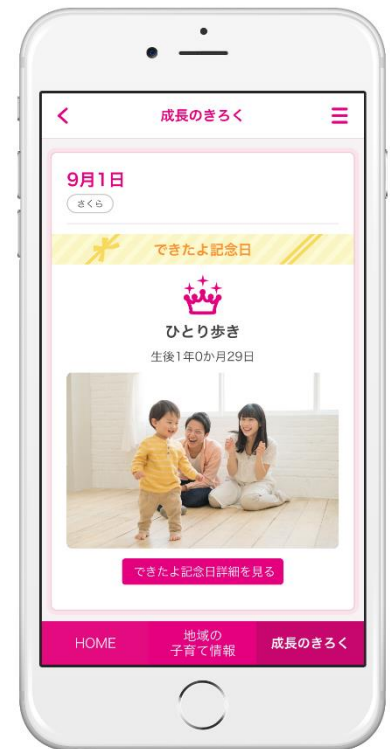 成長のきろく
9月1日
さくら
できたよ記念日
ひとり歩き
生後1年0か月29日
できたよ記念日詳細を見る
HOME
地域の
子育て情報
成長のきろく